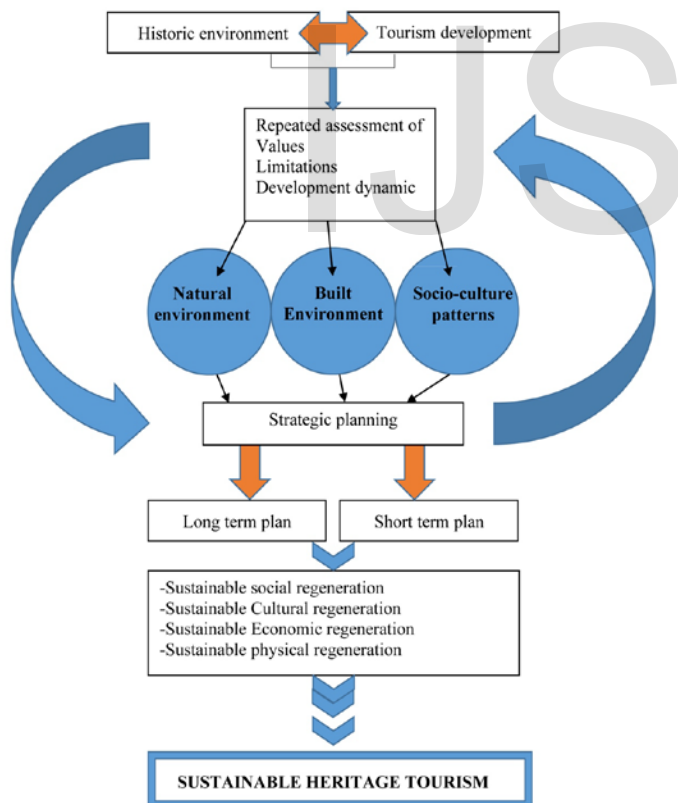 IJS
Historic environment
Tourism development
Repeated assessment of
Values
Limitations
Development dynamic
Natural
environment
Built
Environment
Socio-culture
patterns
Strategic planning
Long term plan
Short term plan
-Sustainable social regeneration
-Sustainable Cultural regeneration
-Sustainable Economic regeneration
-Sustainable physical regeneration
SUSTAINABLE HERITAGE TOURISM